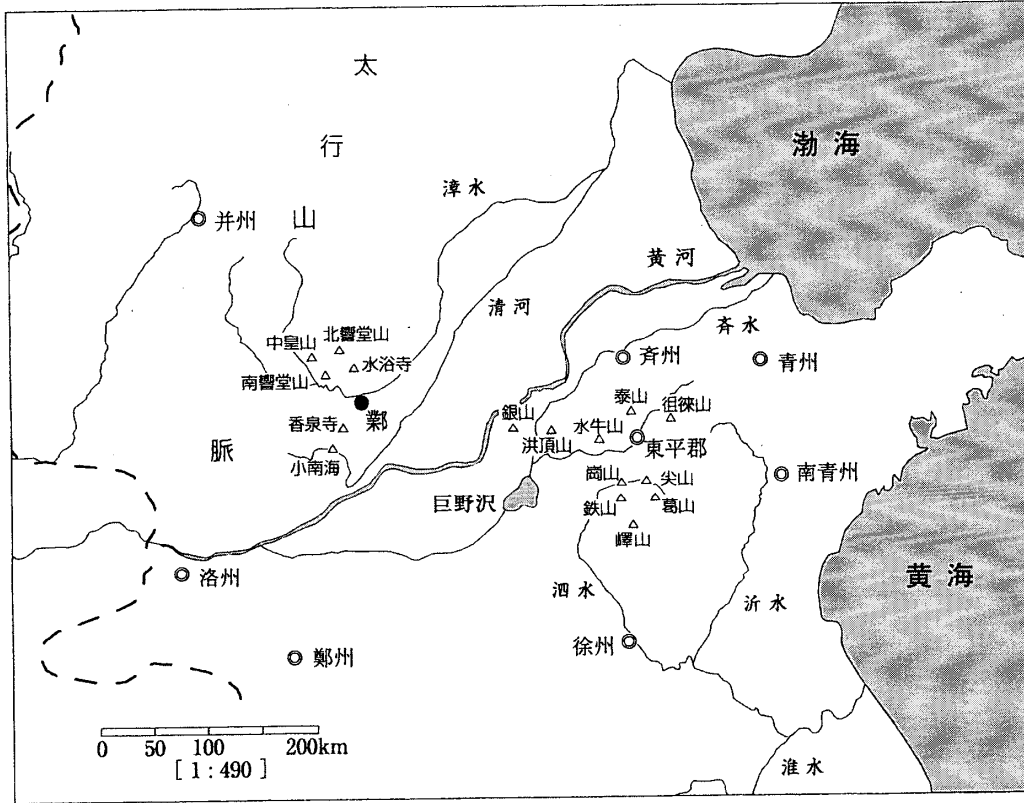 太
行
山
脈
渤海
漳水
并州
黄河
清河
中皇山
北響堂山
水浴寺
南響堂山
斉水
斉州
青州
香泉寺
鄴
小南海
銀山
洪頂山
水牛山
泰山
徂徠山
東平郡
崗山
尖山
鉄山
葛山
嶧山
南青州
巨野沢
洛州
黄海
泗水
沂水
徐州
鄭州
淮水
0 50 100 200km
[1:490]